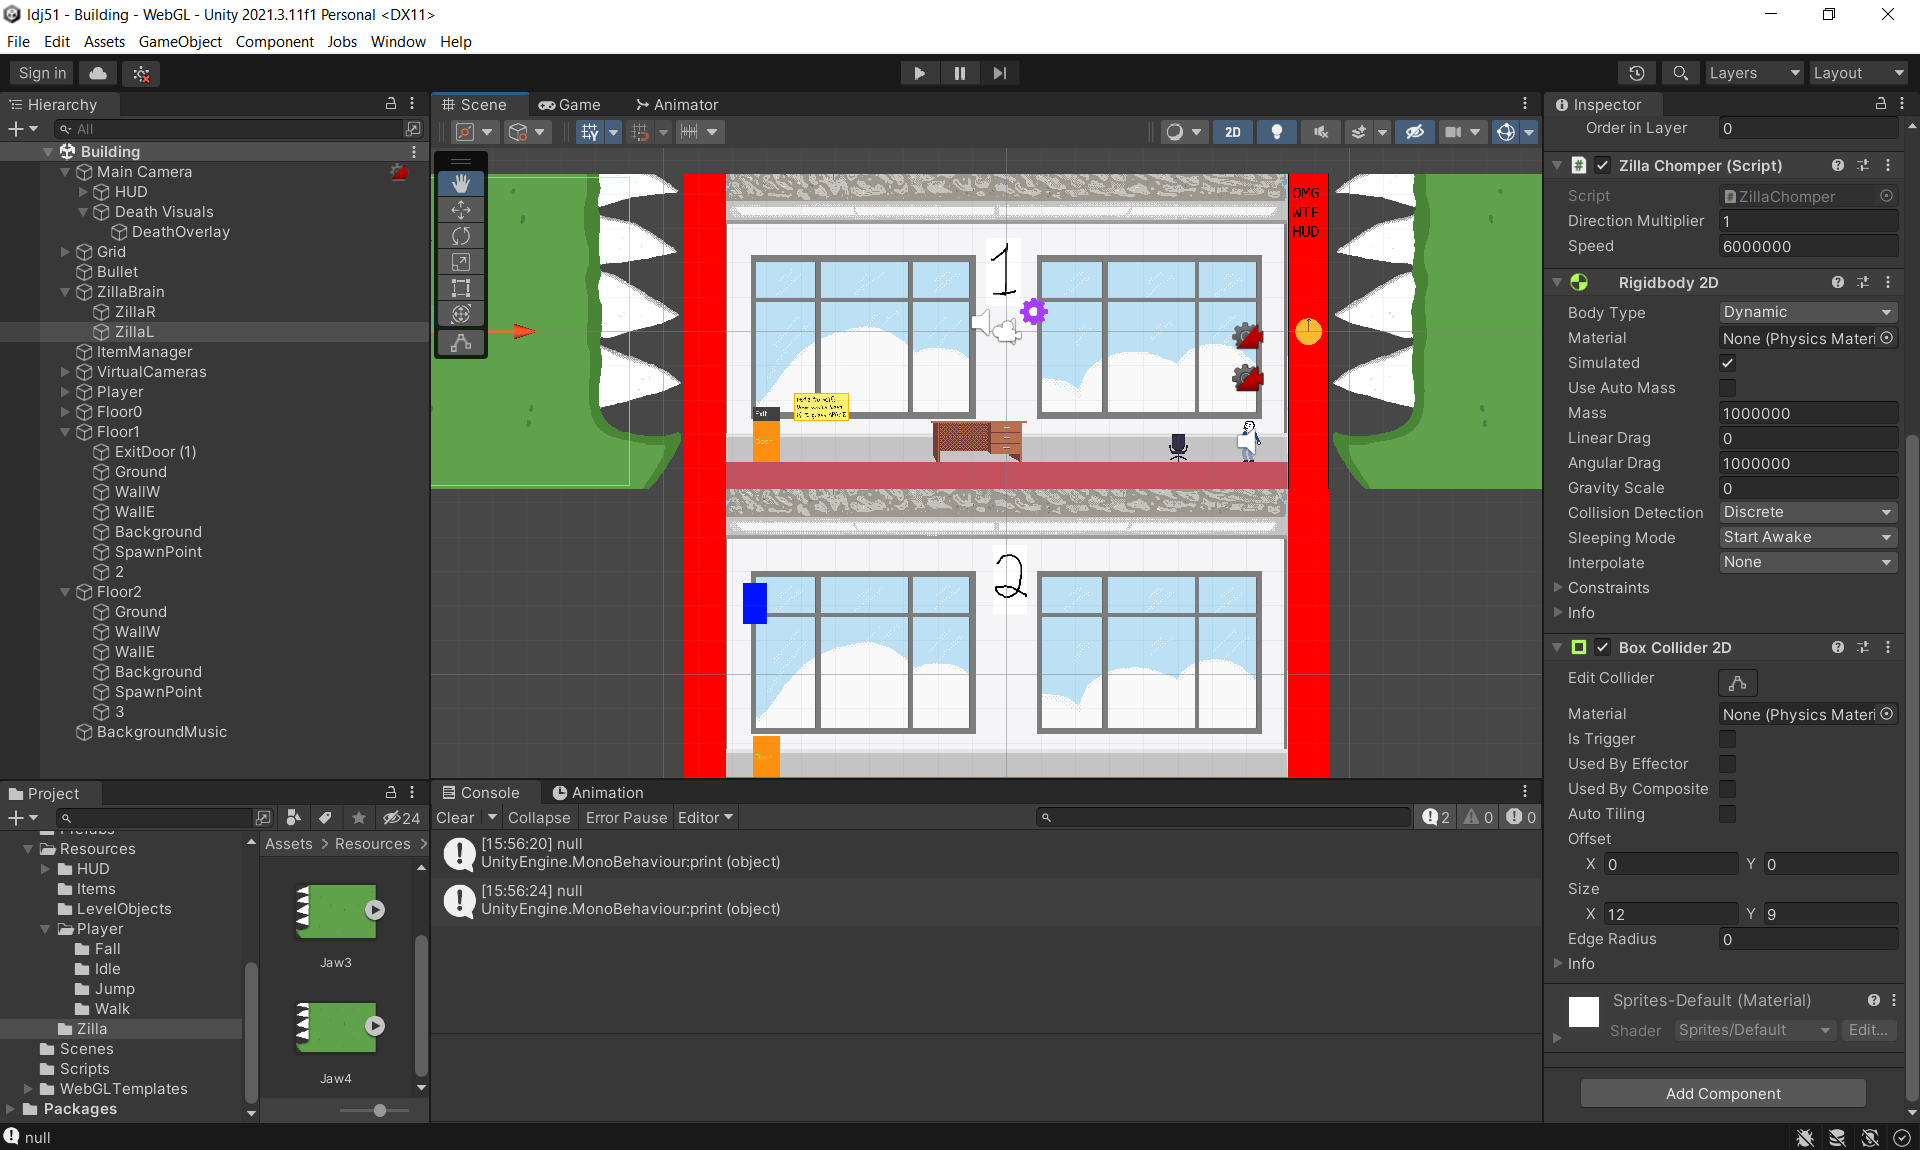 ldj51 - Building - WebGL - Unity 2021.3.11f1 Personal <DX11>
File Edit Assets GameObject Component Jobs Window Help
Sign in
Layers Layout
Hierarchy
All
Building
Main Camera
HUD
Death Visuals
DeathOverlay
Grid
Bullet
ZillaBrain
ZillaR
ZillaL
ItemManager
VirtualCameras
Player
Floor0
Floor1
ExitDoor (1)
Ground
WallW
WallE
Background
SpawnPoint
2
Floor2
Ground
WallW
WallE
Background
SpawnPoint
3
BackgroundMusic
Scene Game Animator
2D
OMG
WTF
HUD
1
Exit
Door
2
Door
Inspector
Order in Layer 0
Zilla Chomper (Script)
Script ZillaChomper
Direction Multiplier 1
Speed 6000000
Rigidbody 2D
Body Type Dynamic
Material None (Physics Materi
Simulated
Use Auto Mass
Mass 1000000
Linear Drag 0
Angular Drag 1000000
Gravity Scale 0
Collision Detection Discrete
Sleeping Mode Start Awake
Interpolate None
Constraints
Info
Box Collider 2D
Edit Collider
Material None (Physics Materi
Is Trigger
Used By Effector
Used By Composite
Auto Tiling
Offset
X 0 Y 0
Size
X 12 Y 9
Edge Radius 0
Info
Sprites-Default (Material)
Shader Sprites/Default Edit...
Add Component
Project
24
Prefabs
Resources
HUD
Items
LevelObjects
Player
Fall
Idle
Jump
Walk
Zilla
Scenes
Scripts
WebGLTemplates
Packages
Assets > Resources >
Jaw3
Jaw4
Console Animation
Clear Collapse Error Pause Editor
2 0 0
[15:56:20] null
UnityEngine.MonoBehaviour:print (object)
[15:56:24] null
UnityEngine.MonoBehaviour:print (object)
null